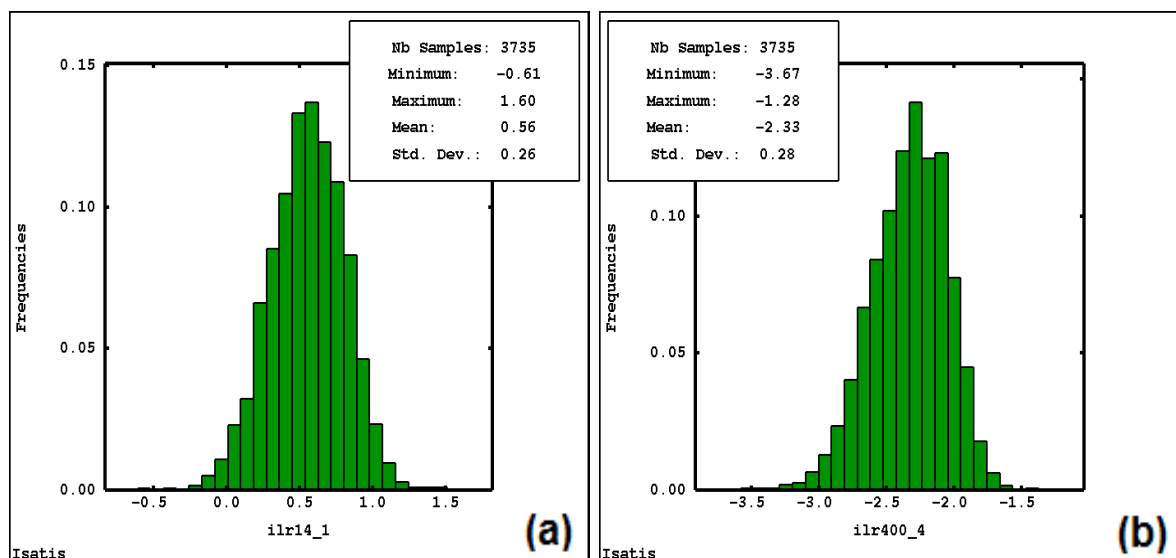 Nb Samples: 3735
Minimum: -0.61
Maximum: 1.60
Mean: 0.56
Std. Dev.: 0.26
0.15
0.10
0.05
0.00
Frequencies
-0.5 0.0 0.5 1.0 1.5
ilr14_1
(a)
Isatis
Nb Samples: 3735
Minimum: -3.67
Maximum: -1.28
Mean: -2.33
Std. Dev.: 0.28
0.10
0.05
0.00
Frequencies
-3.5 -3.0 -2.5 -2.0 -1.5
ilr400_4
(b)
Isatis